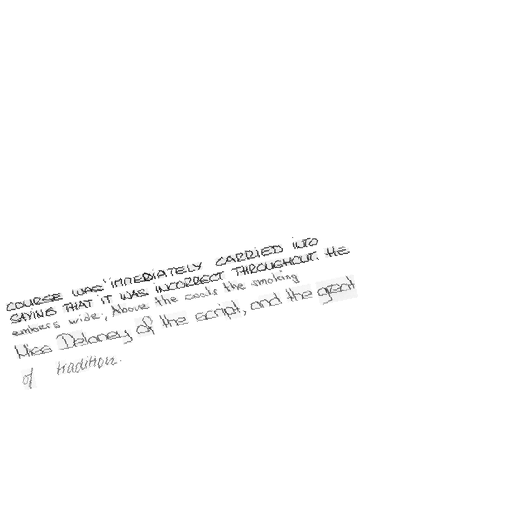 COURSE WAS IMMEDIATELY CARRIED INTO
SAYING THAT IT WAS INCORRECT THROUGHOUT. HE
embers wide, Above the coals the smoking
Miss Delaney of the script, and the great
of tradition.